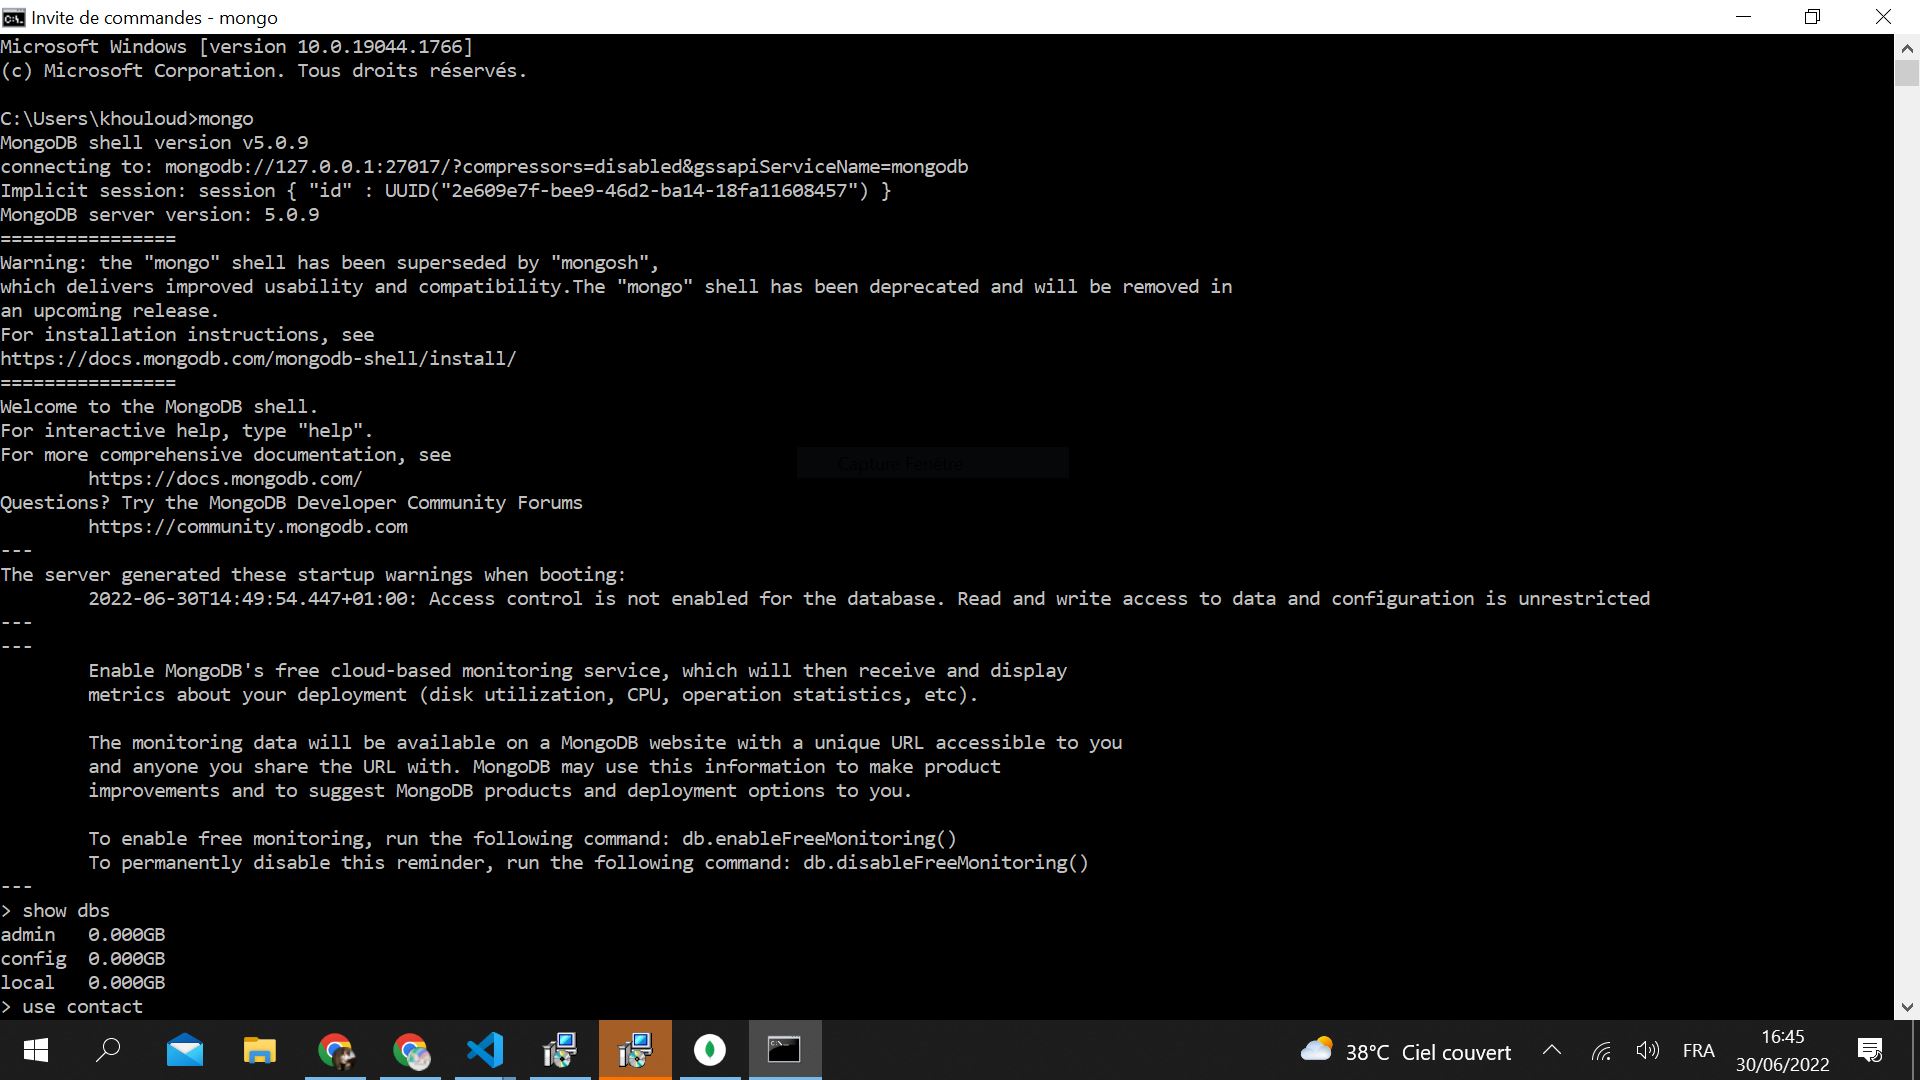 Invite de commandes - mongo
Microsoft Windows [version 10.0.19044.1766]
(c) Microsoft Corporation. Tous droits réservés.
C:\Users\khouloud>mongo
MongoDB shell version v5.0.9
connecting to: mongodb://127.0.0.1:27017/?compressors=disabled&gssapiServiceName=mongodb
Implicit session: session { "id" : UUID("2e609e7f-bee9-46d2-ba14-18fa11608457") }
MongoDB server version: 5.0.9
================
Warning: the "mongo" shell has been superseded by "mongosh",
which delivers improved usability and compatibility.The "mongo" shell has been deprecated and will be removed in
an upcoming release.
For installation instructions, see
https://docs.mongodb.com/mongodb-shell/install/
================
Welcome to the MongoDB shell.
For interactive help, type "help".
For more comprehensive documentation, see
https://docs.mongodb.com/
Capture Fenêtre
Questions? Try the MongoDB Developer Community Forums
https://community.mongodb.com
---
The server generated these startup warnings when booting:
2022-06-30T14:49:54.447+01:00: Access control is not enabled for the database. Read and write access to data and configuration is unrestricted
---
---
Enable MongoDB's free cloud-based monitoring service, which will then receive and display
metrics about your deployment (disk utilization, CPU, operation statistics, etc).
The monitoring data will be available on a MongoDB website with a unique URL accessible to you
and anyone you share the URL with. MongoDB may use this information to make product
improvements and to suggest MongoDB products and deployment options to you.
To enable free monitoring, run the following command: db.enableFreeMonitoring()
To permanently disable this reminder, run the following command: db.disableFreeMonitoring()
---
> show dbs
admin   0.000GB
config  0.000GB
local   0.000GB
> use contact
38°C Ciel couvert
FRA
16:45
30/06/2022